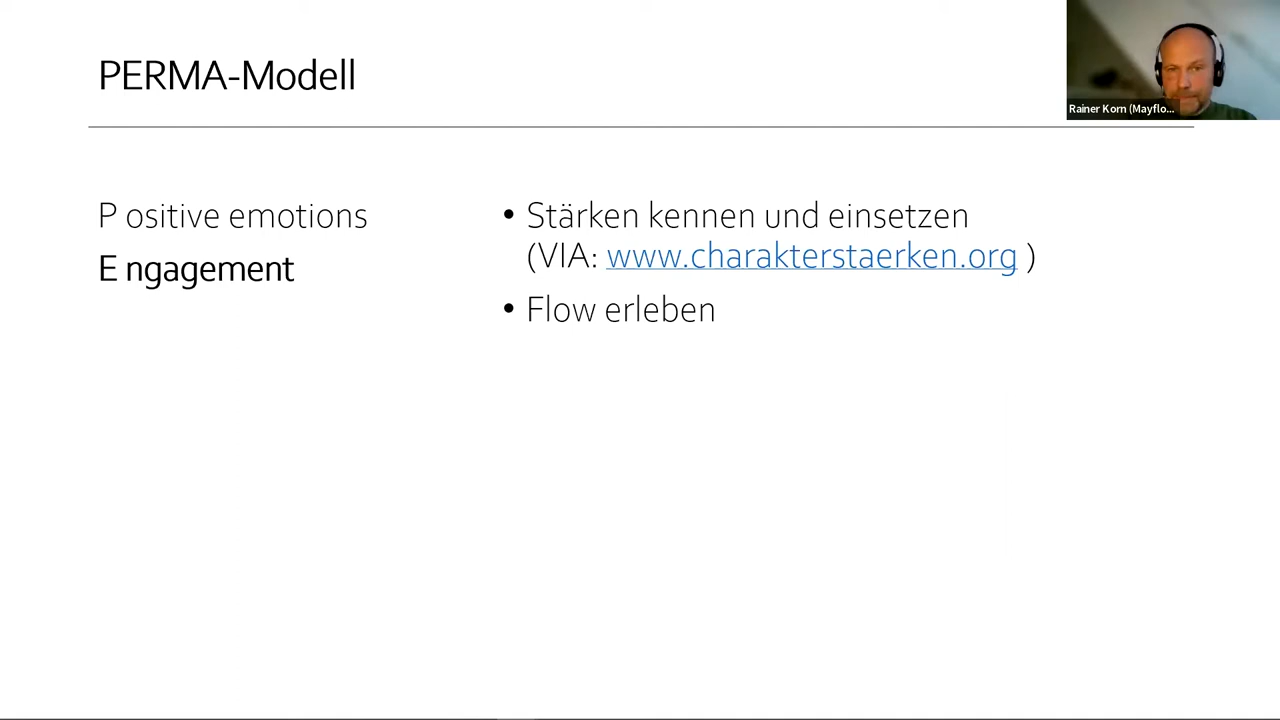 PERMA-Modell
Rainer Korn (Mayflo...
P ositive emotions
E ngagement
• Stärken kennen und einsetzen
(VIA: www.charakterstaerken.org )
• Flow erleben